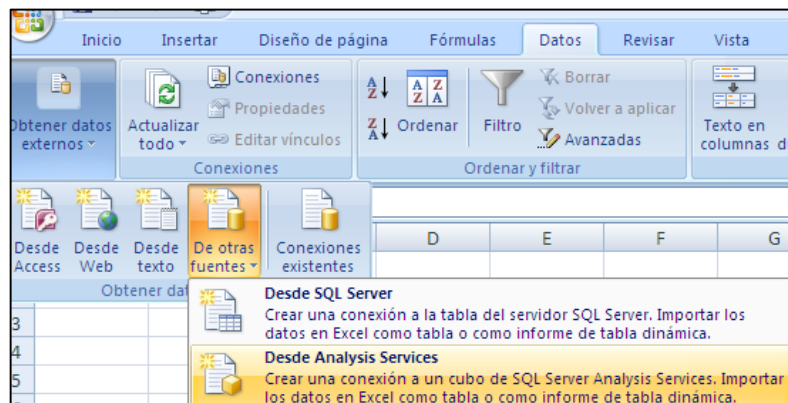 Inicio Insertar Diseño de página Fórmulas Datos Revisar Vista
Obtener datos
externos
Actualizar
todo
Conexiones
Propiedades
Editar vínculos
Conexiones
A
Z
Z
A
A Z
Z A
Ordenar
Filtro
Borrar
Volver a aplicar
Avanzadas
Ordenar y filtrar
Texto en
columnas d
Desde
Access
Desde
Web
Desde
texto
De otras
fuentes
Conexiones
existentes
Obtener dat
D E F G
3
4
5
Desde SQL Server
Crear una conexión a la tabla del servidor SQL Server. Importar los
datos en Excel como tabla o como informe de tabla dinámica.
Desde Analysis Services
Crear una conexión a un cubo de SQL Server Analysis Services. Importar
los datos en Excel como tabla o como informe de tabla dinámica.